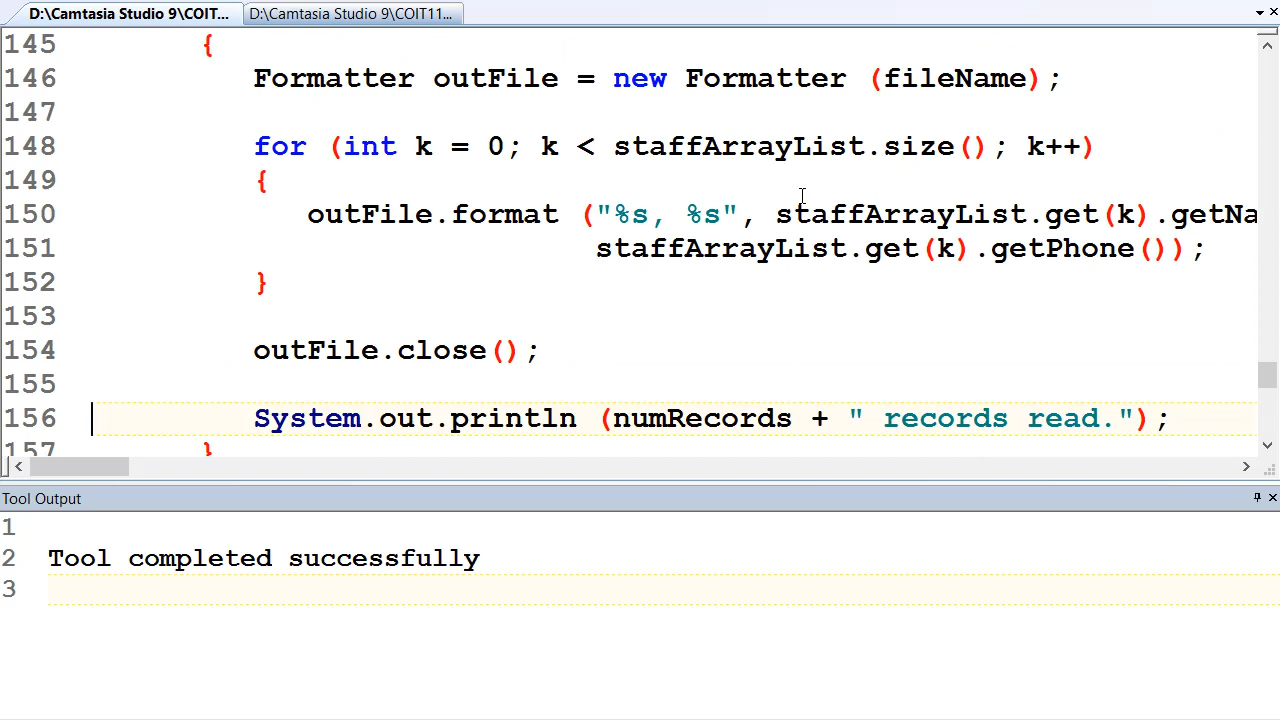 D:\Camtasia Studio 9\COIT... D:\Camtasia Studio 9\COIT11...
145 {
146 Formatter outFile = new Formatter (fileName);
147
148 for (int k = 0; k < staffArrayList.size(); k++)
149 {
150 outFile.format ("%s, %s", staffArrayList.get(k).getNa
151 staffArrayList.get(k).getPhone());
152 }
153
154 outFile.close();
155
156 System.out.println (numRecords + " records read.");
157 }
Tool Output
1
2 Tool completed successfully
3